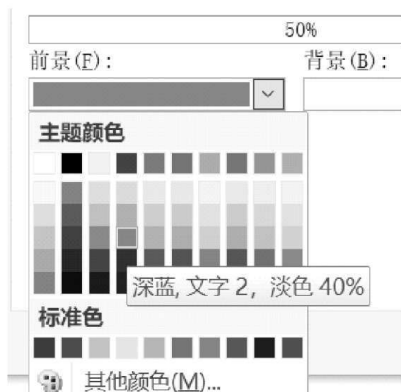 50%
前景(F): 背景(B):
主题颜色
深蓝, 文字 2, 淡色 40%
标准色
其他颜色(M)...